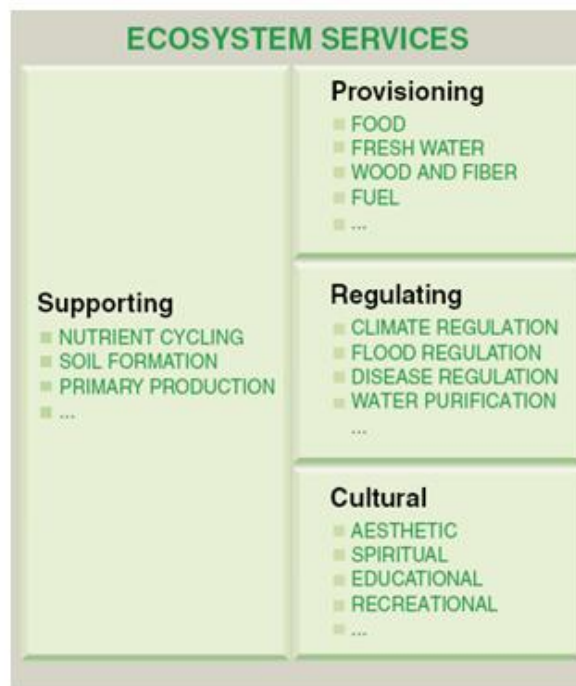 ECOSYSTEM SERVICES
Supporting
NUTRIENT CYCLING
SOIL FORMATION
PRIMARY PRODUCTION
...
Provisioning
FOOD
FRESH WATER
WOOD AND FIBER
FUEL
...
Regulating
CLIMATE REGULATION
FLOOD REGULATION
DISEASE REGULATION
WATER PURIFICATION
...
Cultural
AESTHETIC
SPIRITUAL
EDUCATIONAL
RECREATIONAL
...